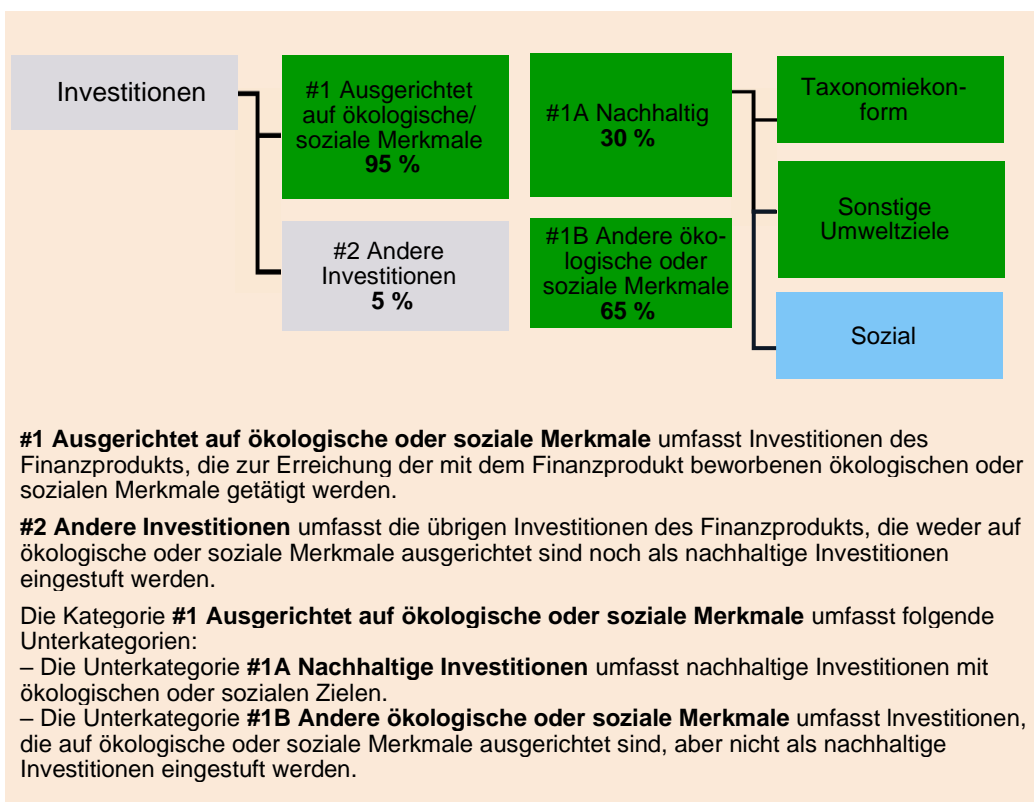 Investitionen
#1 Ausgerichtet
auf ökologische/
soziale Merkmale
95 %
#2 Andere
Investitionen
5 %
#1A Nachhaltig
30 %
#1B Andere öko-
logische oder
soziale Merkmale
65 %
Taxonomiekon-
form
Sonstige
Umweltziele
Sozial
#1 Ausgerichtet auf ökologische oder soziale Merkmale umfasst Investitionen des
Finanzprodukts, die zur Erreichung der mit dem Finanzprodukt beworbenen ökologischen oder
sozialen Merkmale getätigt werden.
#2 Andere Investitionen umfasst die übrigen Investitionen des Finanzprodukts, die weder auf
ökologische oder soziale Merkmale ausgerichtet sind noch als nachhaltige Investitionen
eingestuft werden.
Die Kategorie #1 Ausgerichtet auf ökologische oder soziale Merkmale umfasst folgende
Unterkategorien:
– Die Unterkategorie #1A Nachhaltige Investitionen umfasst nachhaltige Investitionen mit
ökologischen oder sozialen Zielen.
– Die Unterkategorie #1B Andere ökologische oder soziale Merkmale umfasst Investitionen,
die auf ökologische oder soziale Merkmale ausgerichtet sind, aber nicht als nachhaltige
Investitionen eingestuft werden.